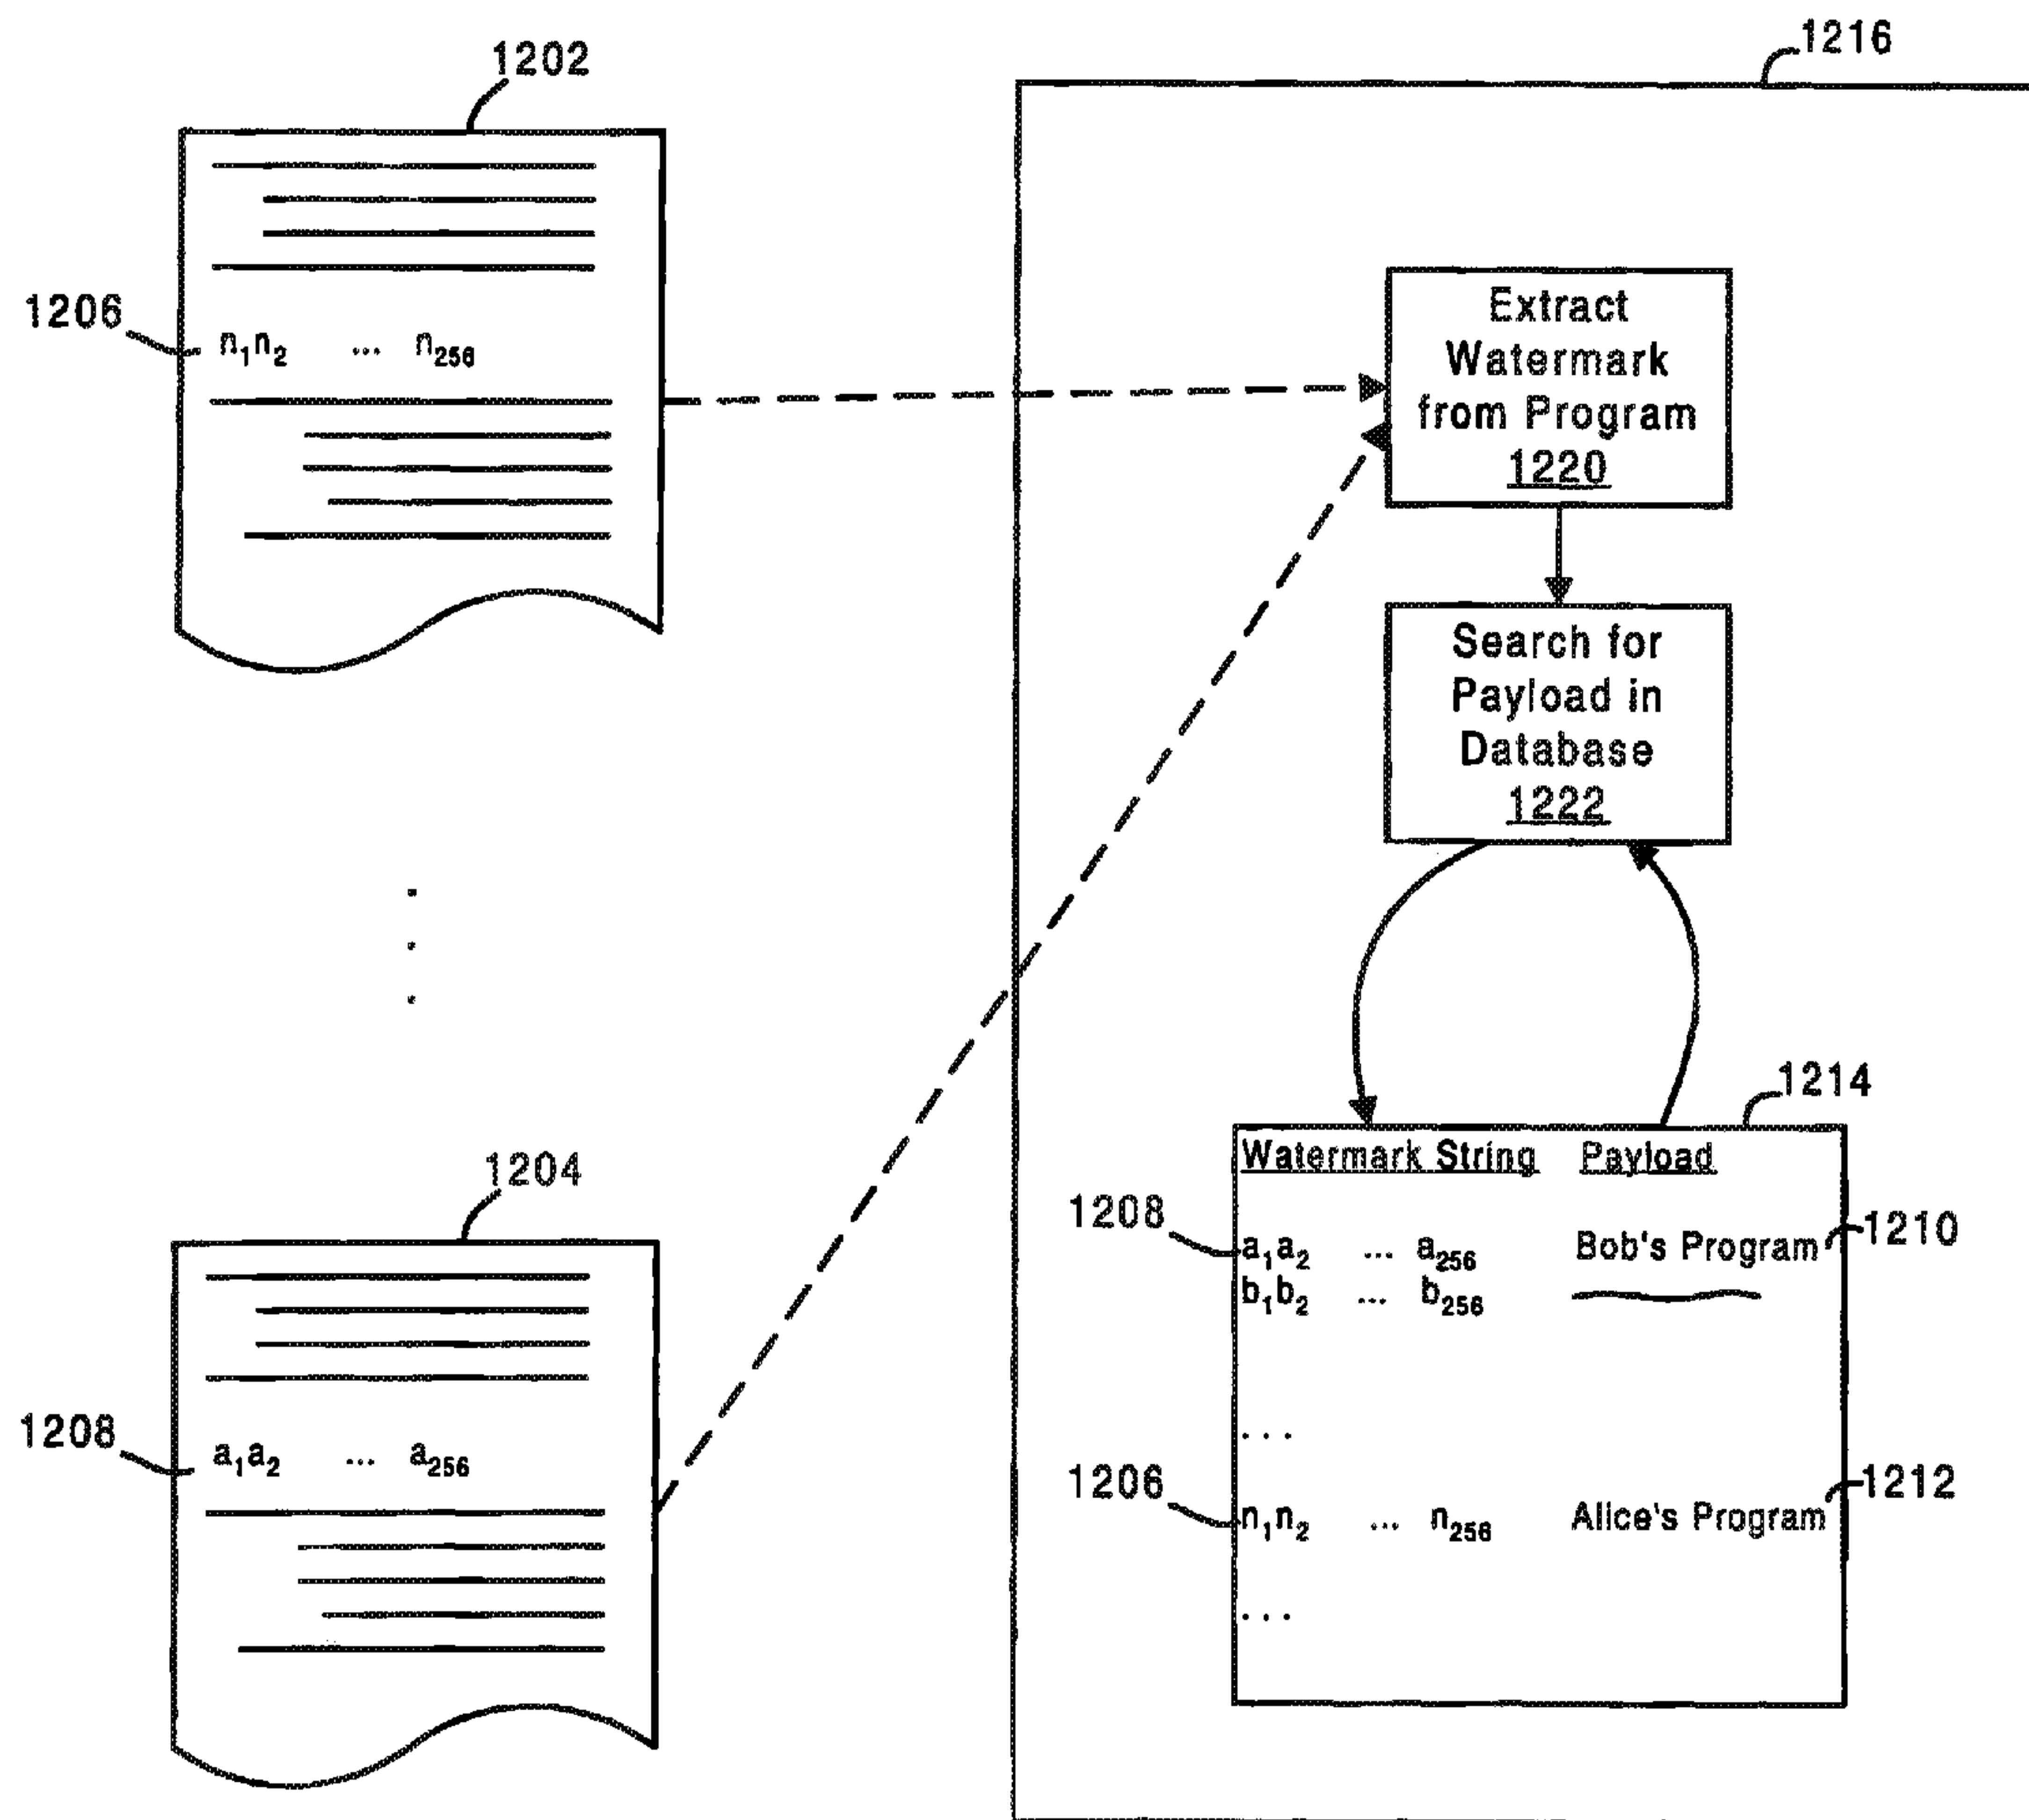 1202
1216
1206
n₁n₂ ... n₂₅₆
Extract
Watermark
from Program
1220
Search for
Payload in
Database
1222
1214
1204
Watermark String Payload
1208
a₁a₂ ... a₂₅₆ Bob's Program
1210
b₁b₂ ... b₂₅₆
1208
a₁a₂ ... a₂₅₆
...
1206
n₁n₂ ... n₂₅₆ Alice's Program
1212
...